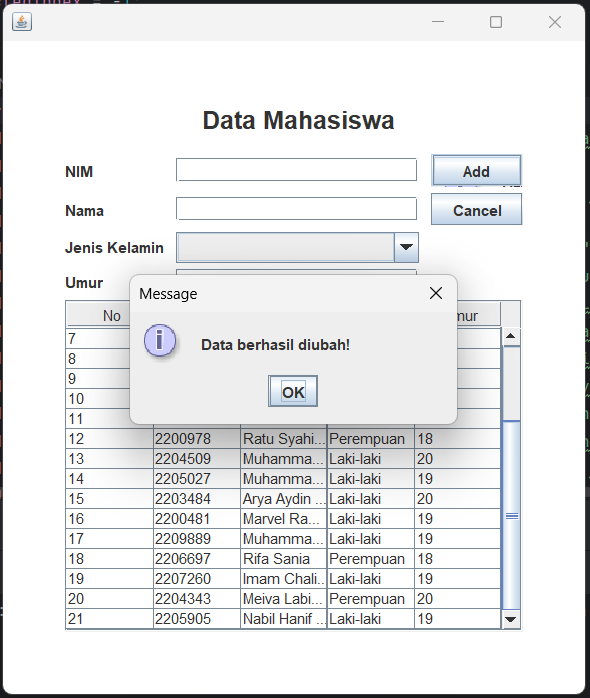 Data Mahasiswa
NIM
Add
Nama
Cancel
Jenis Kelamin
Umur
Message
Data berhasil diubah!
OK
No
7
8
9
10
11
12 2200978 Ratu Syahi... Perempuan 18
13 2204509 Muhamma... Laki-laki 20
14 2205027 Muhamma... Laki-laki 19
15 2203484 Arya Aydin ... Laki-laki 20
16 2200481 Marvel Ra... Laki-laki 19
17 2209889 Muhamma... Laki-laki 19
18 2206697 Rifa Sania Perempuan 18
19 2207260 Imam Chali... Laki-laki 19
20 2204343 Meiva Labi... Perempuan 20
21 2205905 Nabil Hanif ... Laki-laki 19